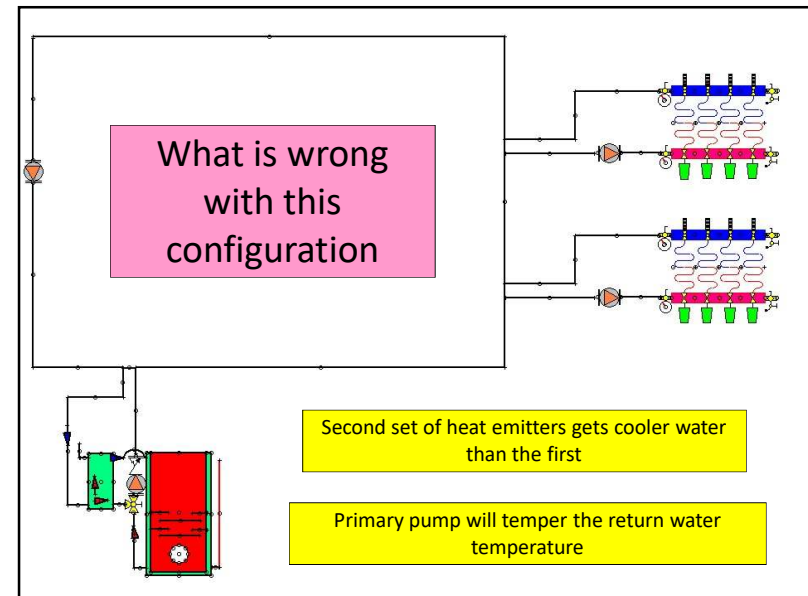 What is wrong
with this
configuration
Second set of heat emitters gets cooler water
than the first
Primary pump will temper the return water
temperature